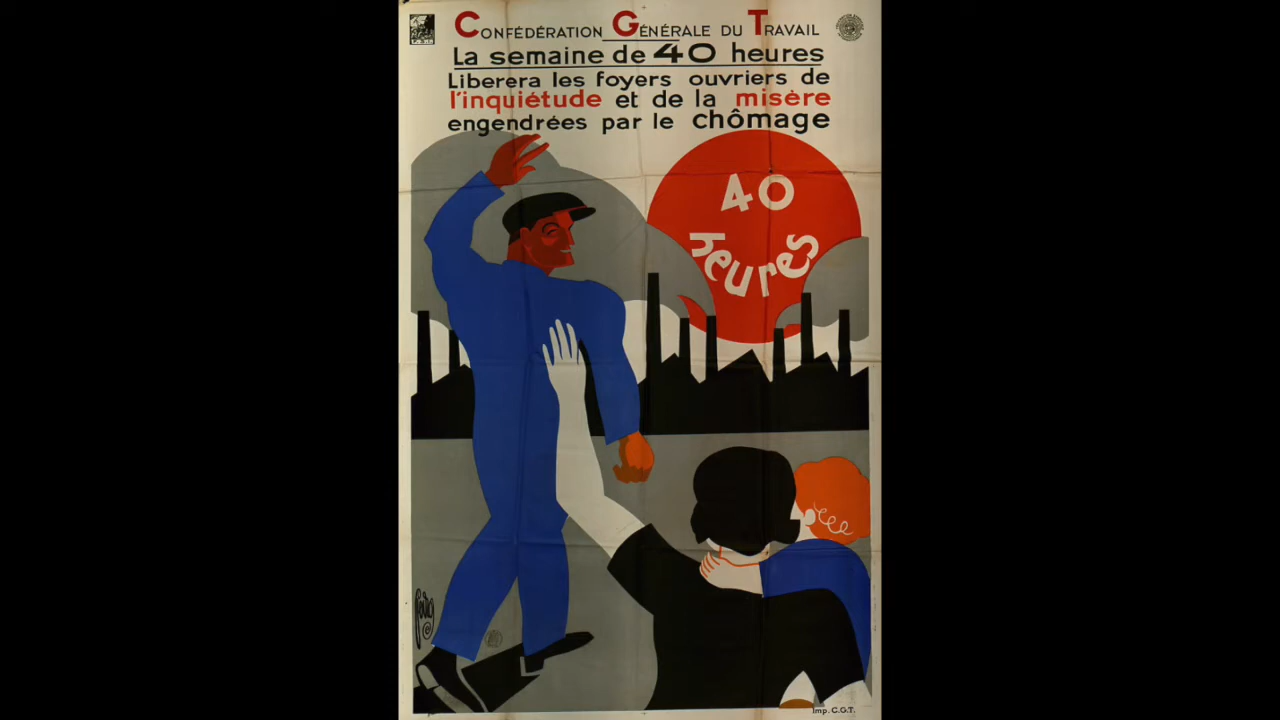 CONFÉDÉRATION GÉNÉRALE DU TRAVAIL
La semaine de 40 heures
Liberera les foyers ouvriers de
l'inquiétude et de la misère
engendrées par le chômage
40
heures
Imp. C.G.T.